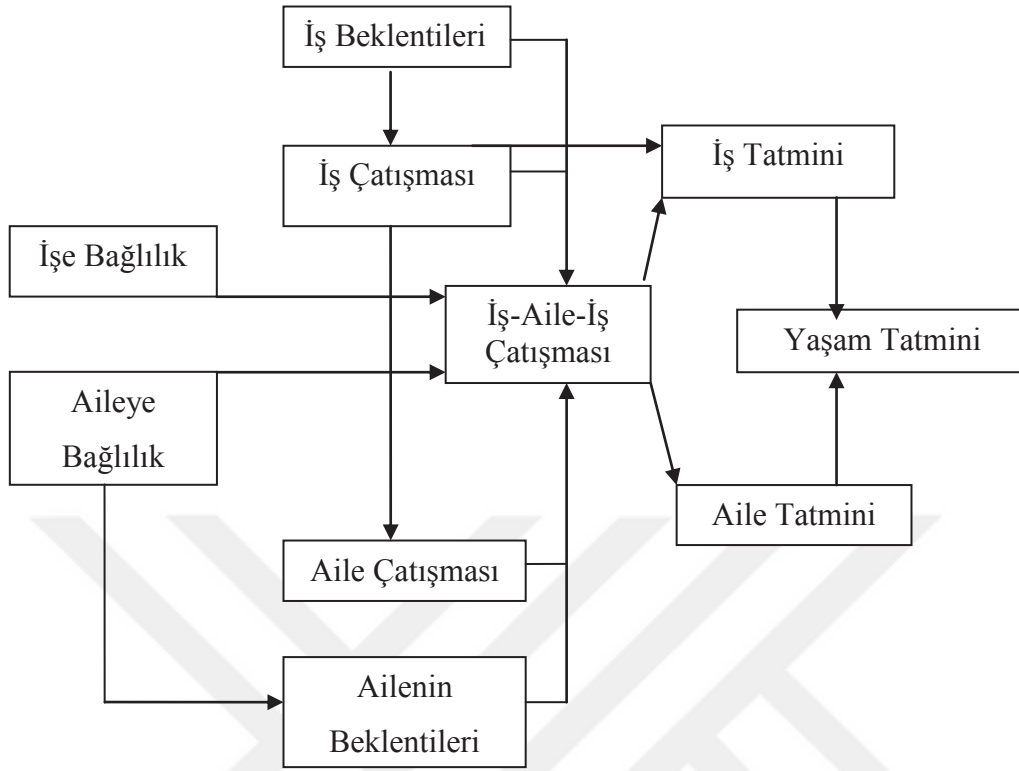 İş Beklentileri
İş Çatışması
İş Tatmini
İşe Bağlılık
İş-Aile-İş
Çatışması
Yaşam Tatmini
Aileye
Bağlılık
Aile Tatmini
Aile Çatışması
Ailenin
Beklentileri